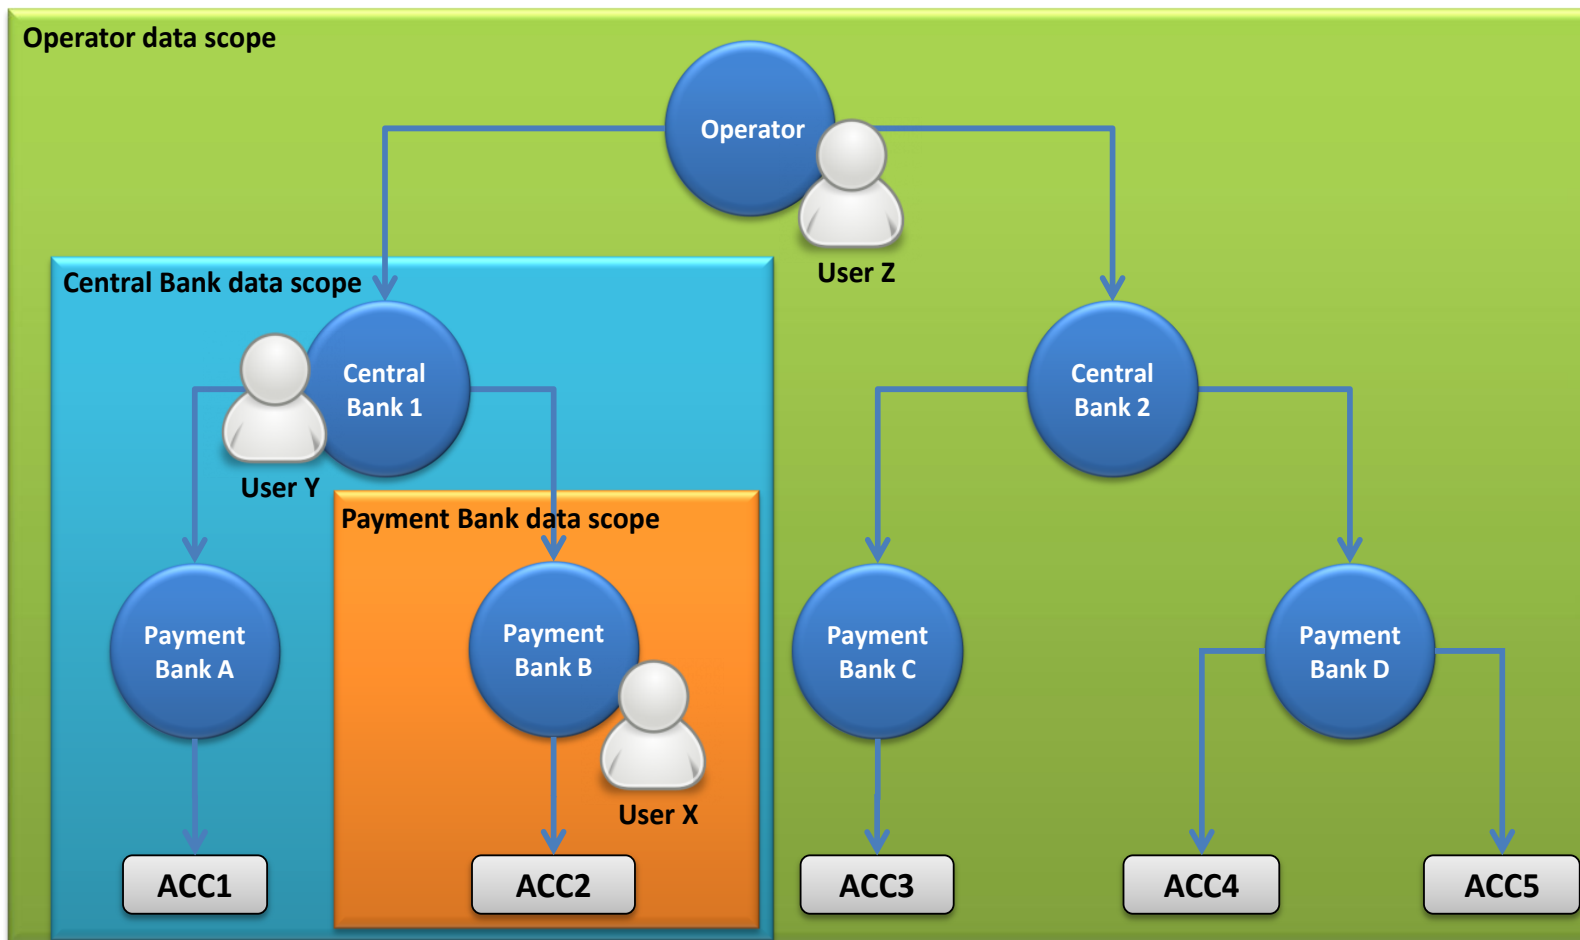 Operator data scope
Operator
User Z
Central Bank data scope
Central
Bank 1
Central
Bank 2
User Y
Payment Bank data scope
Payment
Bank A
Payment
Bank B
Payment
Bank C
Payment
Bank D
User X
ACC1
ACC2
ACC3
ACC4
ACC5